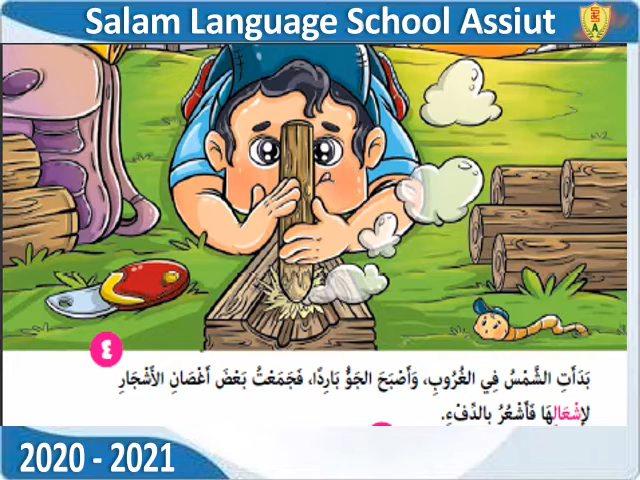 Salam Language School Assiut
٤
بَدَأَتِ الشَّمْسُ فِي الغُرُوبِ، وَأَصْبَحَ الجَوُّ بَارِدًا، فَجَمَعْتُ بَعْضَ أَغْصَانِ الأَشْجَارِ
لِإِشْعَالِهَا فَأَشْعُرُ بِالدِّفْءِ.
2020 - 2021